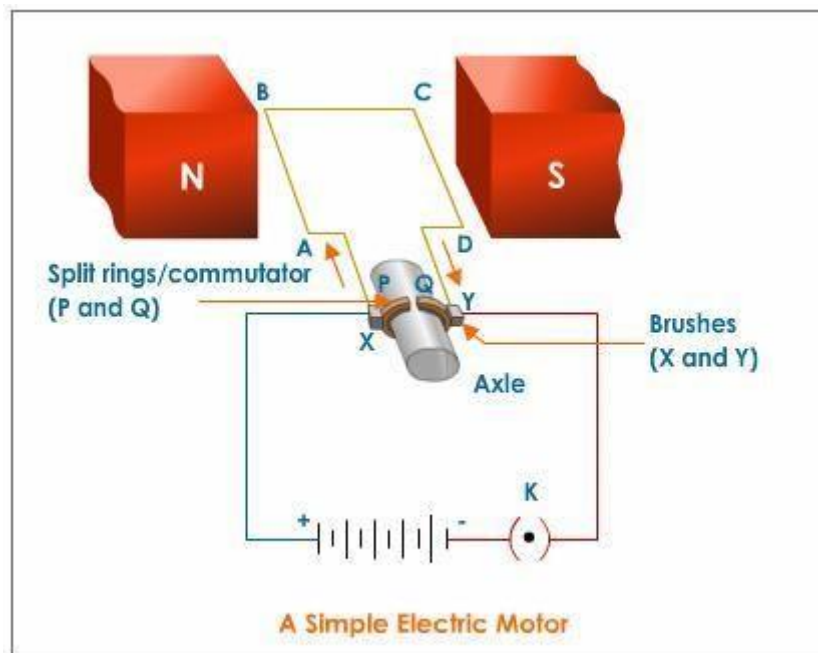 B
C
N
S
A
D
Split rings/commutator
(P and Q)
P
Q
Y
X
Brushes
(X and Y)
Axle
K
+
-
A Simple Electric Motor